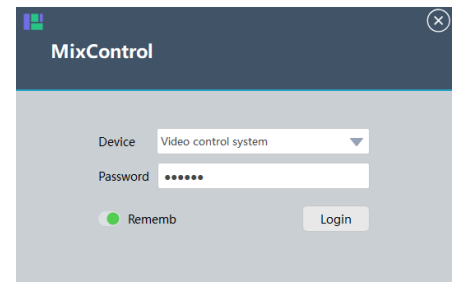 MixControl
Device Video control system
Password ••••••
Rememb Login